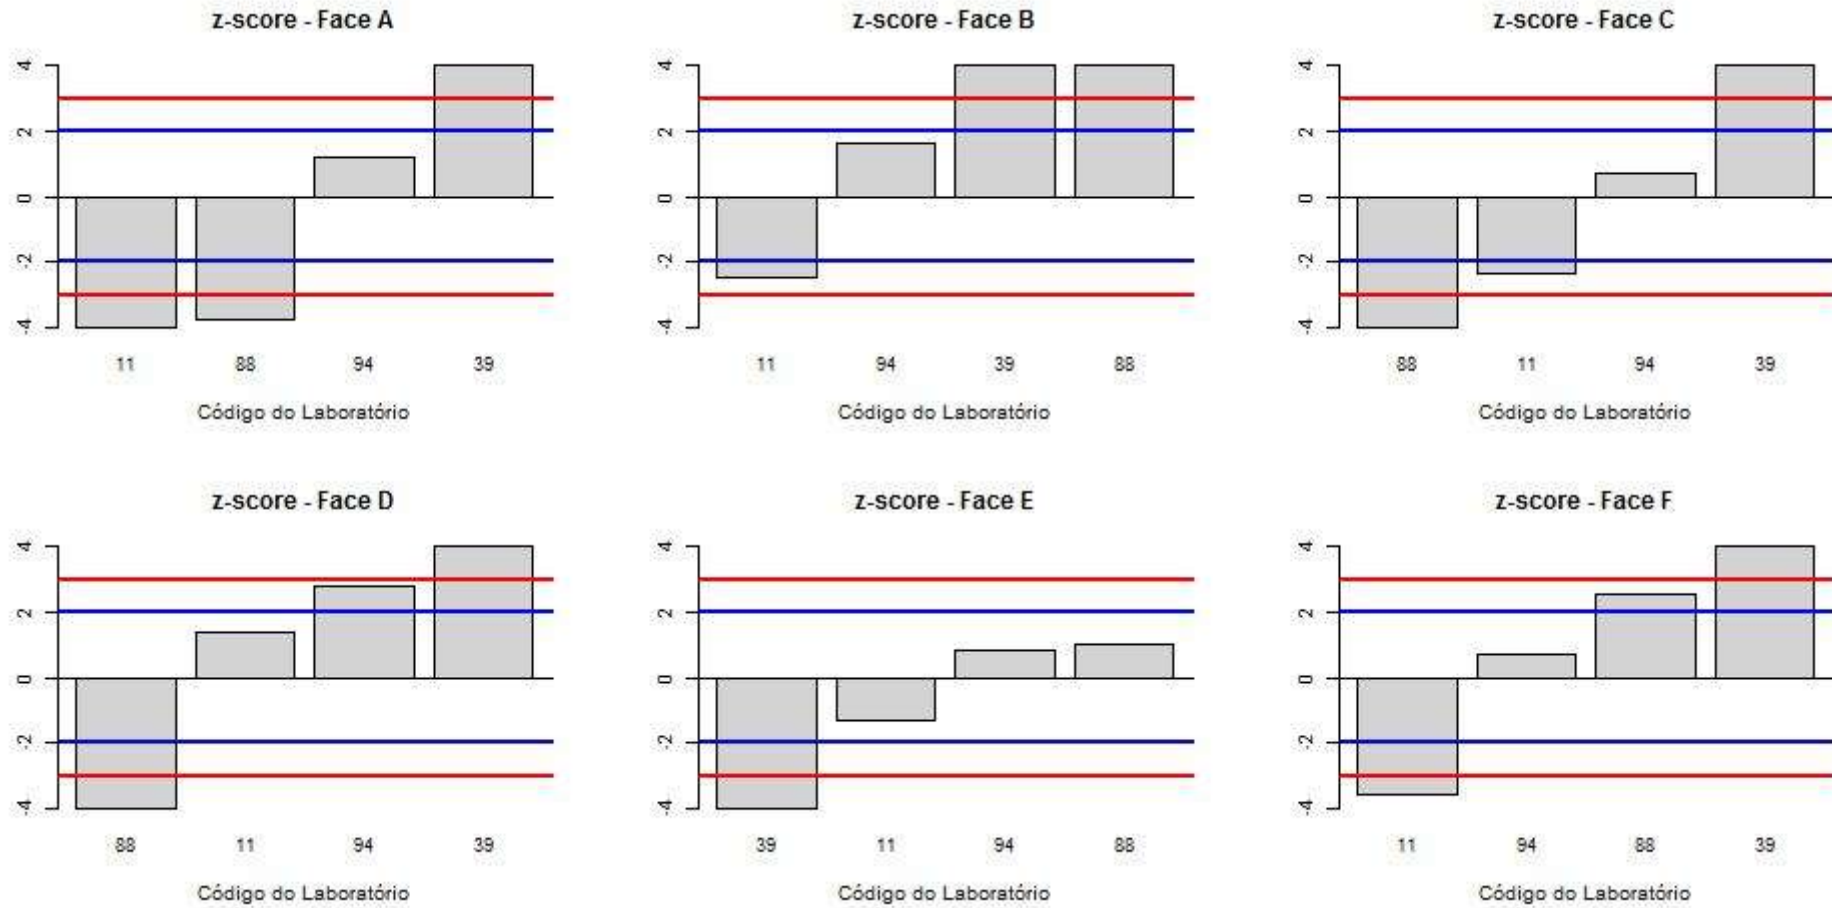 z-score - Face A
4
2
0
-2
-4
11 88 94 39
Código do Laboratório
z-score - Face B
4
2
0
-2
-4
11 94 39 88
Código do Laboratório
z-score - Face C
4
2
0
-2
-4
88 11 94 39
Código do Laboratório
z-score - Face D
4
2
0
-2
-4
88 11 94 39
Código do Laboratório
z-score - Face E
4
2
0
-2
-4
39 11 94 88
Código do Laboratório
z-score - Face F
4
2
0
-2
-4
11 94 88 39
Código do Laboratório